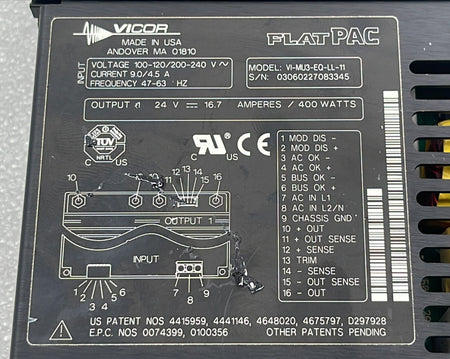 VICOR
MADE IN USA
ANDOVER MA 01810
FLATPAC
INPUT
VOLTAGE 100-120/200-240 V ~
CURRENT 9.0/4.5 A
FREQUENCY 47-63 HZ
MODEL: VI-MU3-EQ-LL-11
S/N: 03060227083345
OUTPUT 1 24 V 16.7 AMPERES / 400 WATTS
TÜV
NRTL
C US
C US CE
1 MOD DIS -
2 MOD DIS +
3 AC OK -
4 AC OK +
5 BUS OK -
6 BUS OK +
7 AC IN L1
8 AC IN L2/N
9 CHASSIS GND
10 + OUT
11 + OUT SENSE
12 + SENSE
13 TRIM
14 - SENSE
15 - OUT SENSE
16 - OUT
10 11 12 13 14 15 16
OUTPUT 1
INPUT
1 2 3 4 5 6 7 8 9
US PATENT NOS 4415959, 4441146, 4648020, 4675797, D297928
E.P.C. NOS 0074399, 0100356 OTHER PATENTS PENDING